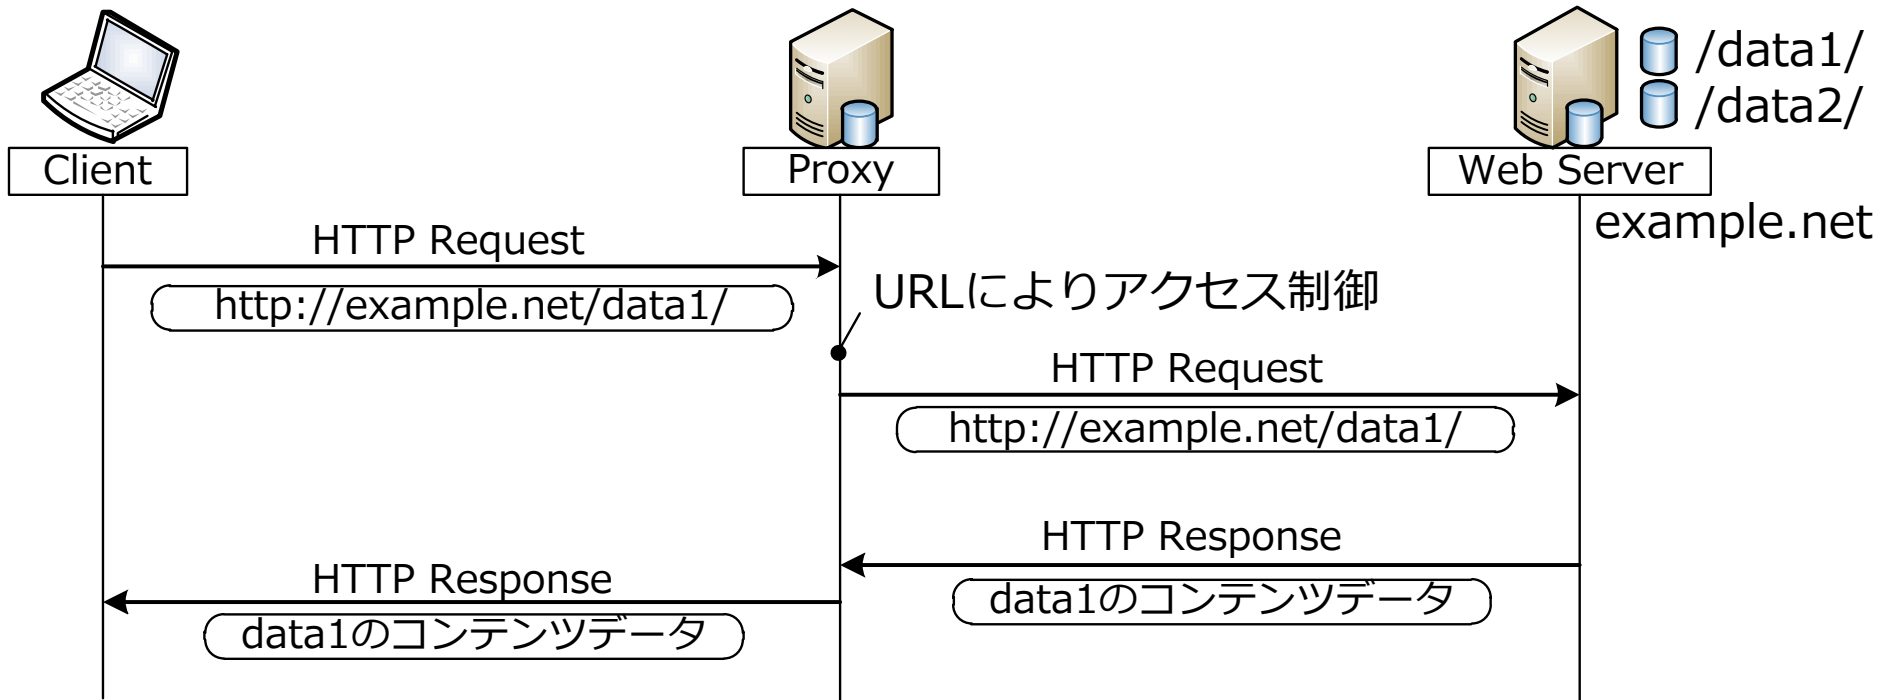 /data1/
/data2/
Client
Proxy
Web Server
example.net
HTTP Request
http://example.net/data1/
URLによりアクセス制御
HTTP Request
http://example.net/data1/
HTTP Response
data1のコンテンツデータ
HTTP Response
data1のコンテンツデータ